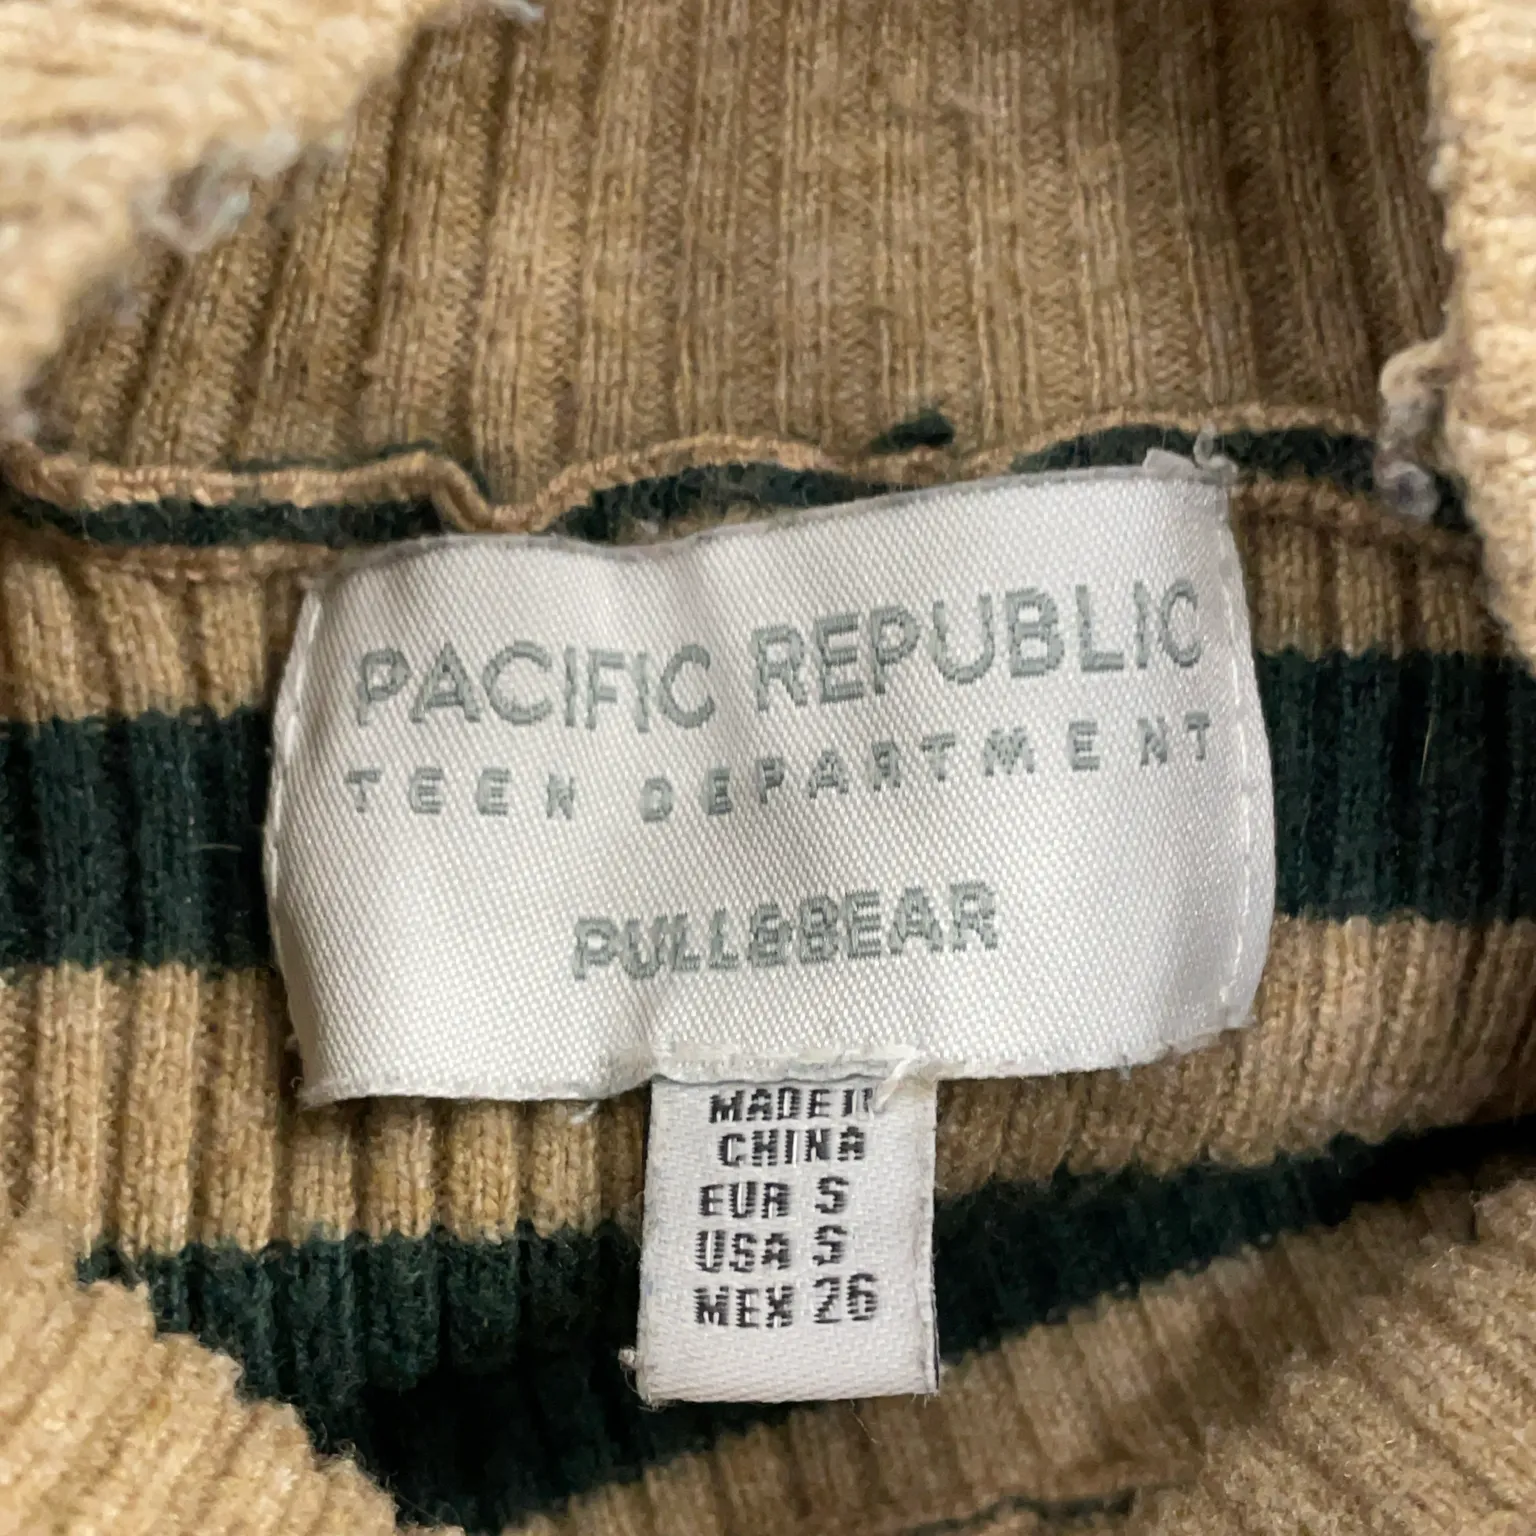 PACIFIC REPUBLIC
TEEN DEPARTMENT
PULL&BEAR
MADE IN
CHINA
EUR S
USA S
MEX 26